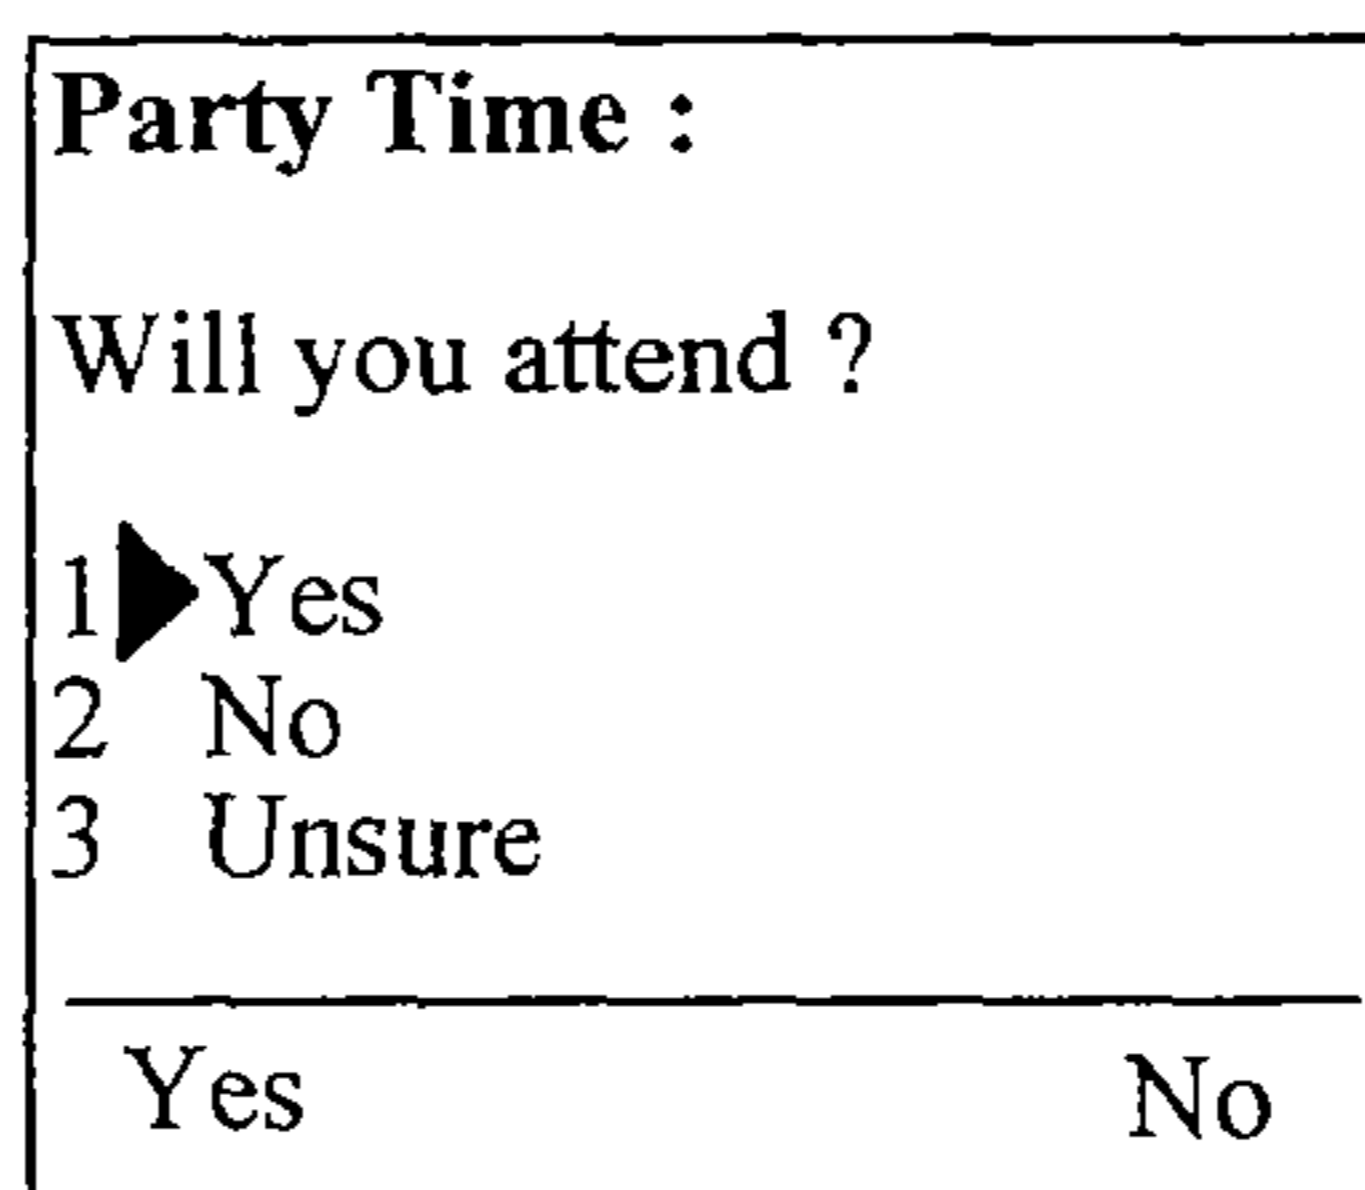 Party Time :
Will you attend ?
1 Yes
2 No
3 Unsure
Yes No